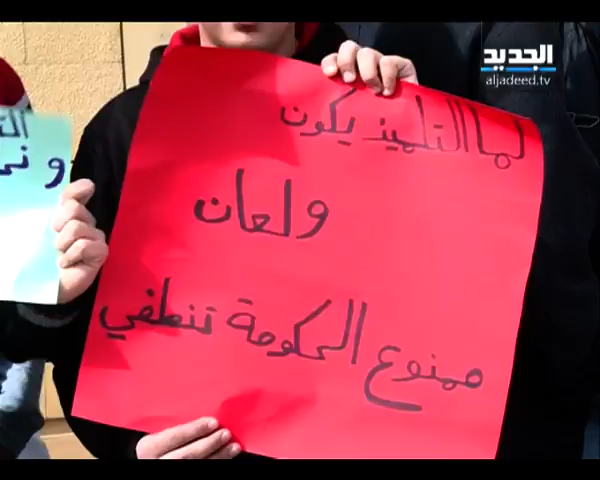 الجديد
aljadeed.tv
لما التلميذ يكون
ولعان
ممنوع الحكومة تنطفي